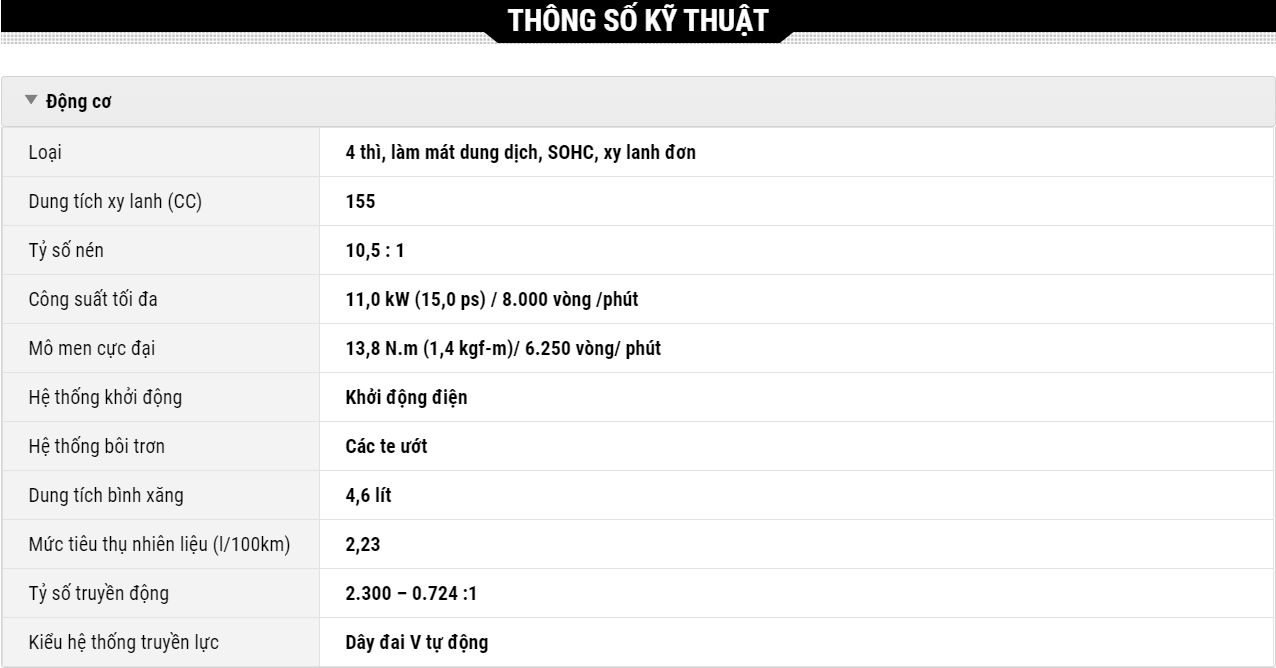 THÔNG SỐ KỸ THUẬT
Động cơ
Loại 4 thì, làm mát dung dịch, SOHC, xy lanh đơn
Dung tích xy lanh (CC) 155
Tỷ số nén 10,5 : 1
Công suất tối đa 11,0 kW (15,0 ps) / 8.000 vòng /phút
Mô men cực đại 13,8 N.m (1,4 kgf-m)/ 6.250 vòng/ phút
Hệ thống khởi động Khởi động điện
Hệ thống bôi trơn Các te ướt
Dung tích bình xăng 4,6 lít
Mức tiêu thụ nhiên liệu (l/100km) 2,23
Tỷ số truyền động 2.300 – 0.724 :1
Kiểu hệ thống truyền lực Dây đai V tự động